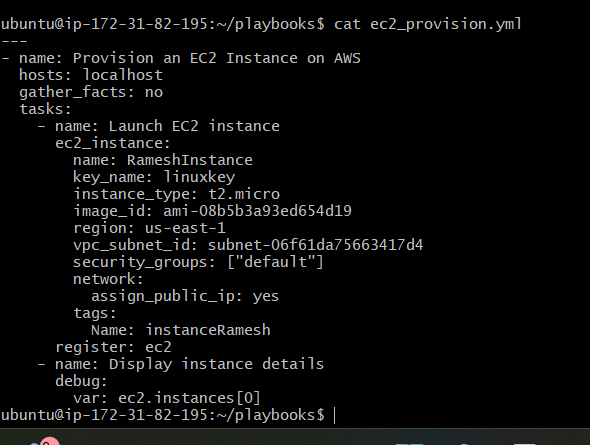 ubuntu@ip-172-31-82-195:~/playbooks$ cat ec2_provision.yml
---
- name: Provision an EC2 Instance on AWS
  hosts: localhost
  gather_facts: no
  tasks:
    - name: Launch EC2 instance
      ec2_instance:
        name: RameshInstance
        key_name: linuxkey
        instance_type: t2.micro
        image_id: ami-08b5b3a93ed654d19
        region: us-east-1
        vpc_subnet_id: subnet-06f61da75663417d4
        security_groups: ["default"]
        network:
          assign_public_ip: yes
        tags:
          Name: instanceRamesh
      register: ec2
    - name: Display instance details
      debug:
        var: ec2.instances[0]
ubuntu@ip-172-31-82-195:~/playbooks$